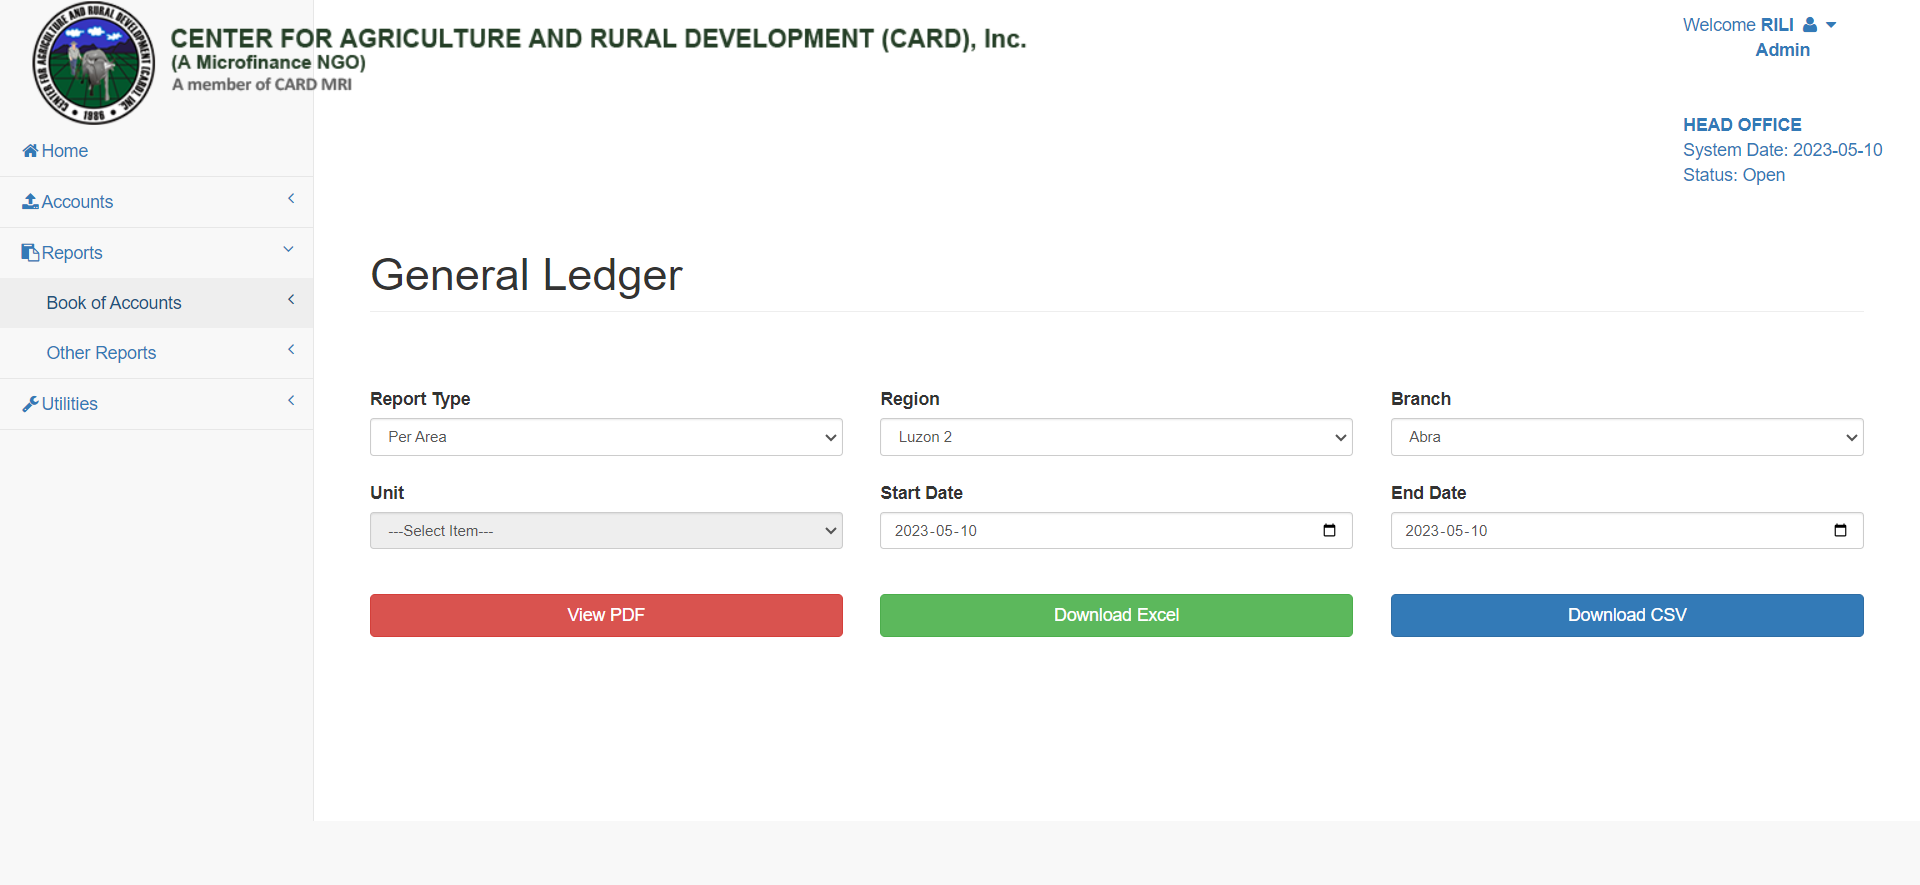 CENTER FOR AGRICULTURE AND RURAL DEVELOPMENT (CARD), INC.
1986
CENTER FOR AGRICULTURE AND RURAL DEVELOPMENT (CARD), Inc.
(A Microfinance NGO)
A member of CARD MRI
Welcome RILI
Admin
HEAD OFFICE
System Date: 2023-05-10
Status: Open
Home
Accounts
Reports
Book of Accounts
Other Reports
Utilities
General Ledger
Report Type
Region
Branch
Per Area
Luzon 2
Abra
Unit
Start Date
End Date
---Select Item---
2023-05-10
2023-05-10
View PDF
Download Excel
Download CSV